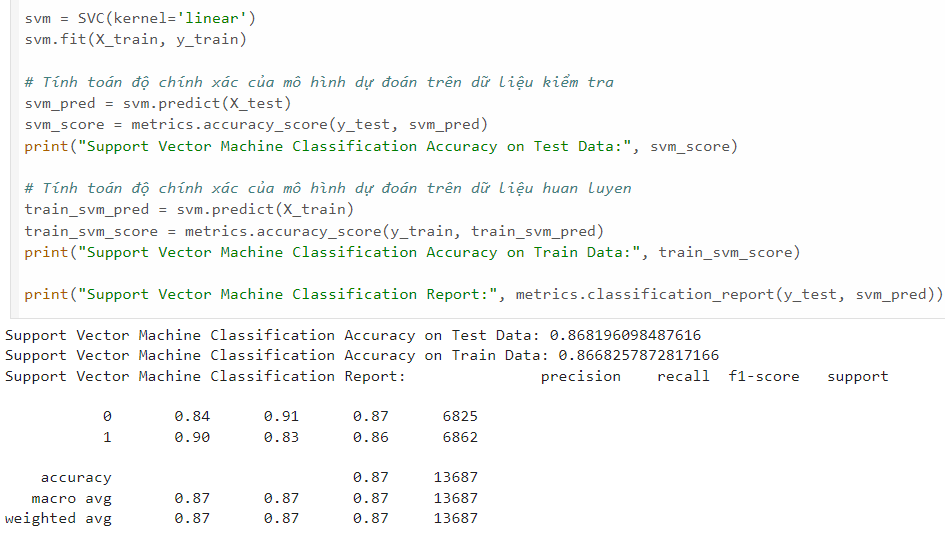 svm = SVC(kernel='linear')
svm.fit(X_train, y_train)
# Tính toán độ chính xác của mô hình dự đoán trên dữ liệu kiểm tra
svm_pred = svm.predict(X_test)
svm_score = metrics.accuracy_score(y_test, svm_pred)
print("Support Vector Machine Classification Accuracy on Test Data:", svm_score)
# Tính toán độ chính xác của mô hình dự đoán trên dữ liệu huan luyen
train_svm_pred = svm.predict(X_train)
train_svm_score = metrics.accuracy_score(y_train, train_svm_pred)
print("Support Vector Machine Classification Accuracy on Train Data:", train_svm_score)
print("Support Vector Machine Classification Report:", metrics.classification_report(y_test, svm_pred))
Support Vector Machine Classification Accuracy on Test Data: 0.868196098487616
Support Vector Machine Classification Accuracy on Train Data: 0.8668257872817166
Support Vector Machine Classification Report:               precision    recall  f1-score   support
           0       0.84      0.91      0.87      6825
           1       0.90      0.83      0.86      6862
    accuracy                           0.87     13687
   macro avg       0.87      0.87      0.87     13687
weighted avg       0.87      0.87      0.87     13687